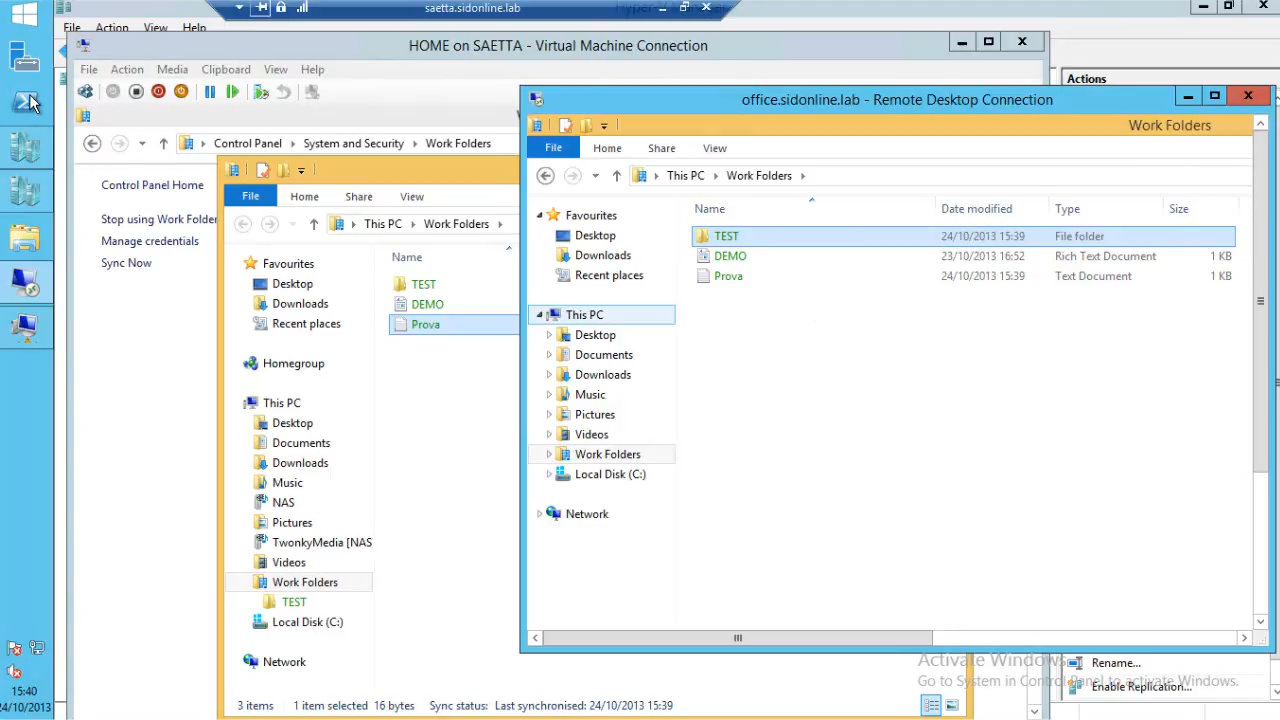 saetta.sidonline.lab
File Action View Help
HOME on SAETTA - Virtual Machine Connection
File Action Media Clipboard View Help
Actions
Control Panel System and Security Work Folders
Control Panel Home
Stop using Work Folder
Manage credentials
Sync Now
File Home Share View
This PC Work Folders
Name
Favourites
Desktop
Downloads
Recent places
Homegroup
This PC
Desktop
Documents
Downloads
Music
NAS
Pictures
TwonkyMedia [NAS
Videos
Work Folders
TEST
Local Disk (C:)
Network
TEST
DEMO
Prova
3 items 1 item selected 16 bytes Sync status: Last synchronised: 24/10/2013 15:39
office.sidonline.lab - Remote Desktop Connection
Work Folders
File Home Share View
This PC Work Folders
Favourites
Desktop
Downloads
Recent places
This PC
Desktop
Documents
Downloads
Music
Pictures
Videos
Work Folders
Local Disk (C:)
Network
Name Date modified Type Size
TEST 24/10/2013 15:39 File folder
DEMO 23/10/2013 16:52 Rich Text Document 1 KB
Prova 24/10/2013 15:39 Text Document 1 KB
Activate Windows
Go to System in Control Panel to activate Windows.
Rename...
Enable Replication...
15:40
24/10/2013